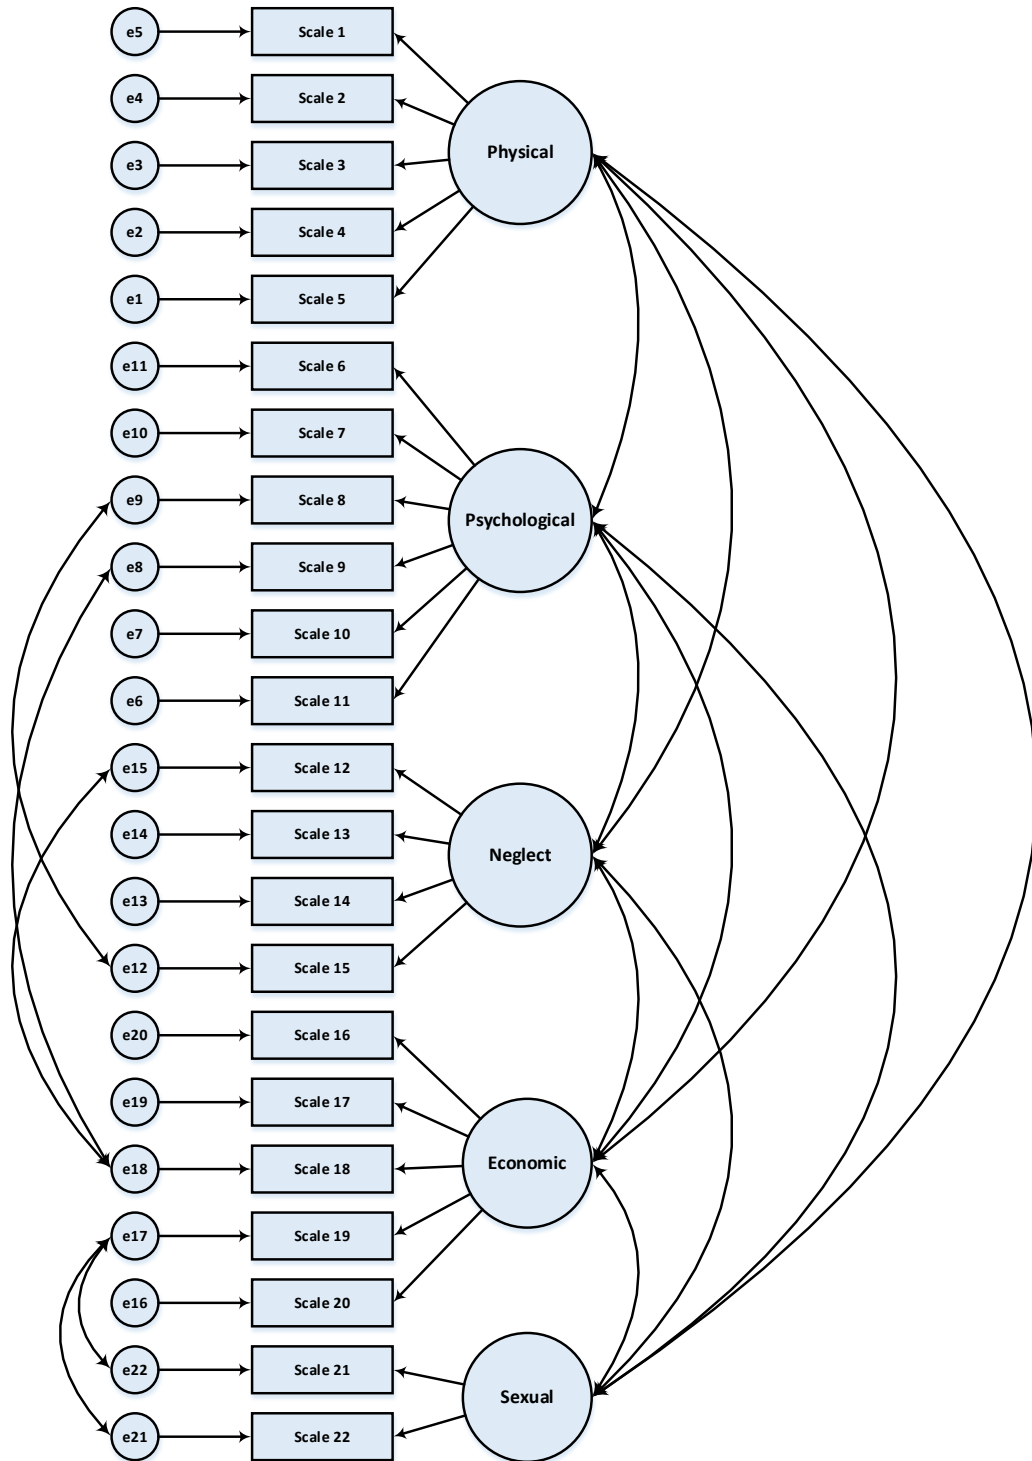 e5
Scale 1
e4
Scale 2
Physical
e3
Scale 3
e2
Scale 4
e1
Scale 5
e11
Scale 6
e10
Scale 7
e9
Scale 8
Psychological
e8
Scale 9
e7
Scale 10
e6
Scale 11
e15
Scale 12
e14
Scale 13
Neglect
e13
Scale 14
e12
Scale 15
e20
Scale 16
e19
Scale 17
e18
Scale 18
Economic
e17
Scale 19
e16
Scale 20
e22
Scale 21
Sexual
e21
Scale 22